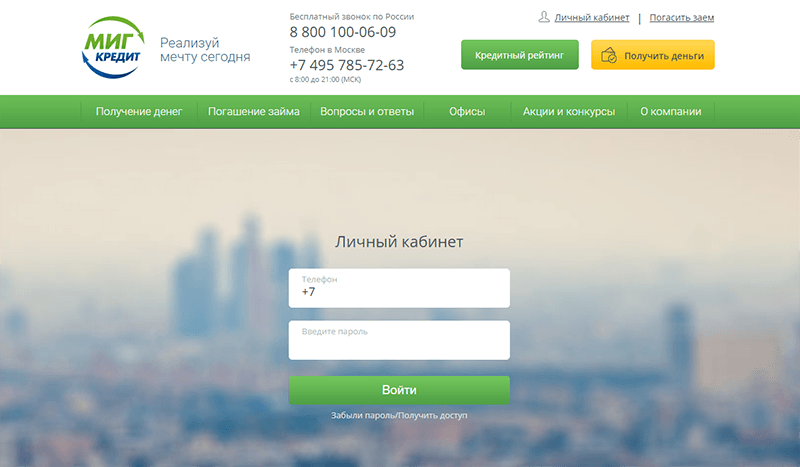 МИГ
КРЕДИТ
Реализуй
мечту сегодня
Бесплатный звонок по России
8 800 100-06-09
Телефон в Москве
+7 495 785-72-63
с 8:00 до 21:00 (МСК)
Личный кабинет | Погасить заем
Кредитный рейтинг
Получить деньги
Получение денег Погашение займа Вопросы и ответы Офисы Акции и конкурсы О компании
Личный кабинет
Телефон
+7
Введите пароль
Войти
Забыли пароль/Получить доступ